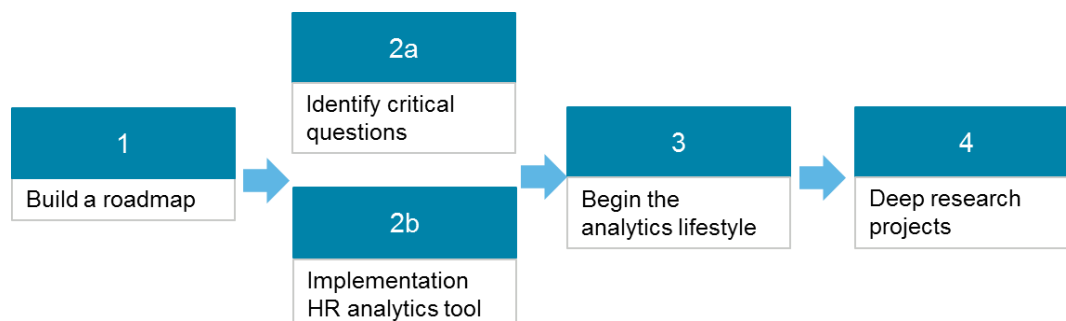 1
Build a roadmap
2a
Identify critical
questions
2b
Implementation
HR analytics tool
3
Begin the
analytics lifestyle
4
Deep research
projects